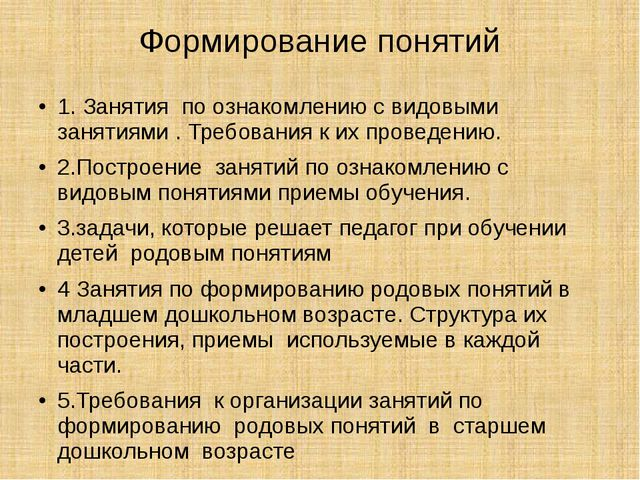 Формирование понятий
• 1. Занятия по ознакомлению с видовыми
занятиями . Требования к их проведению.
• 2.Построение занятий по ознакомлению с
видовым понятиями приемы обучения.
• 3.задачи, которые решает педагог при обучении
детей родовым понятиям
• 4 Занятия по формированию родовых понятий в
младшем дошкольном возрасте. Структура их
построения, приемы используемые в каждой
части.
• 5.Требования к организации занятий по
формированию родовых понятий в старшем
дошкольном возрасте